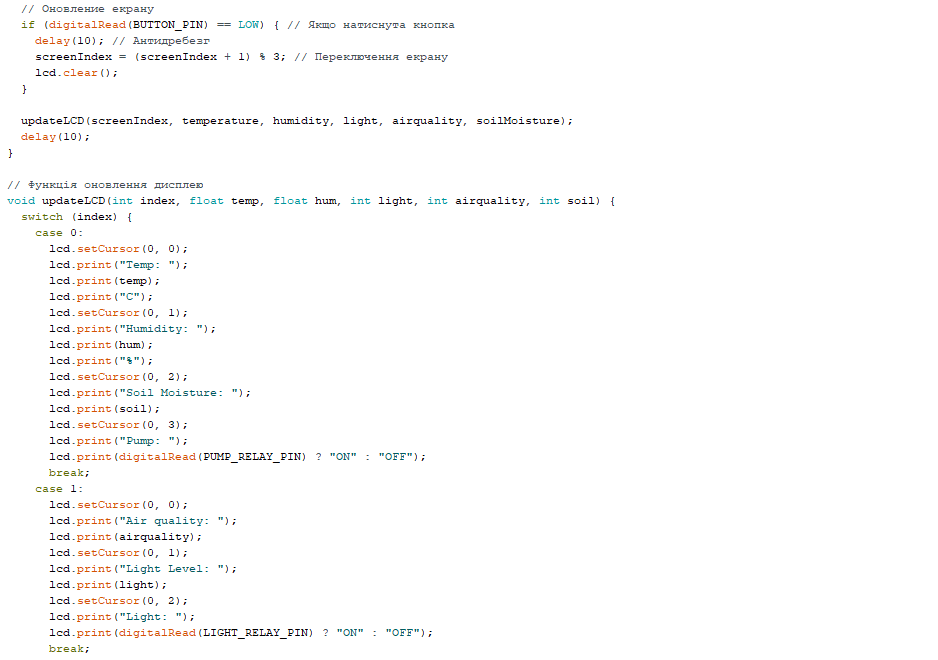 // Оновление екрану
if (digitalRead(BUTTON_PIN) == LOW) { // Якщо натиснута кнопка
delay(10); // Антидребезг
screenIndex = (screenIndex + 1) % 3; // Переключення екрану
lcd.clear();
}
updateLCD(screenIndex, temperature, humidity, light, airquality, soilMoisture);
delay(10);
}
// Функція оновлення дисплею
void updateLCD(int index, float temp, float hum, int light, int airquality, int soil) {
switch (index) {
case 0:
lcd.setCursor(0, 0);
lcd.print("Temp: ");
lcd.print(temp);
lcd.print("C");
lcd.setCursor(0, 1);
lcd.print("Humidity: ");
lcd.print(hum);
lcd.print("%");
lcd.setCursor(0, 2);
lcd.print("Soil Moisture: ");
lcd.print(soil);
lcd.setCursor(0, 3);
lcd.print("Pump: ");
lcd.print(digitalRead(PUMP_RELAY_PIN) ? "ON" : "OFF");
break;
case 1:
lcd.setCursor(0, 0);
lcd.print("Air quality: ");
lcd.print(airquality);
lcd.setCursor(0, 1);
lcd.print("Light Level: ");
lcd.print(light);
lcd.setCursor(0, 2);
lcd.print("Light: ");
lcd.print(digitalRead(LIGHT_RELAY_PIN) ? "ON" : "OFF");
break;